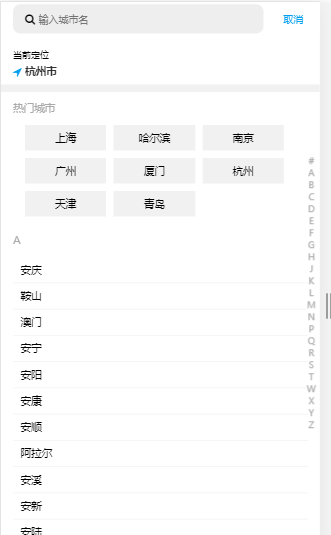 输入城市名 取消
当前定位
杭州市
热门城市
上海 哈尔滨 南京
广州 厦门 杭州
天津 青岛
A
安庆
鞍山
澳门
安宁
安阳
安康
安顺
阿拉尔
安溪
安新
安陆
#
A
B
C
D
E
F
G
H
J
K
L
M
N
P
Q
R
S
T
W
X
Y
Z